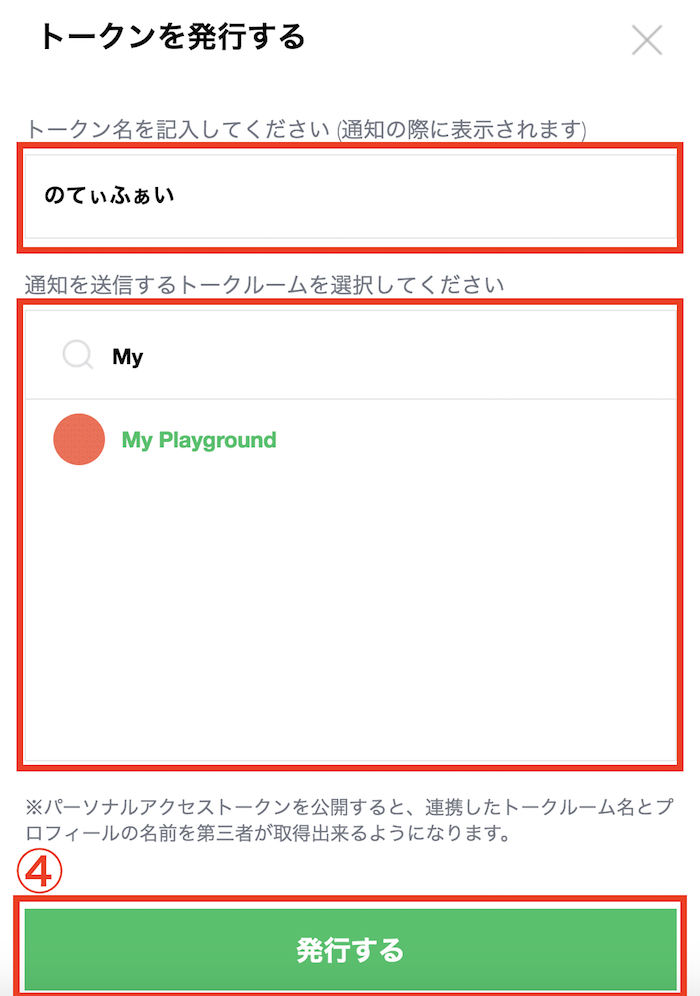 トークンを発行する
トークン名を記入してください (通知の際に表示されます)
のてぃふぁい
通知を送信するトークルームを選択してください
My
My Playground
※パーソナルアクセストークンを公開すると、連携したトークルーム名とプ
ロフィールの名前を第三者が取得出来るようになります。
④
発行する